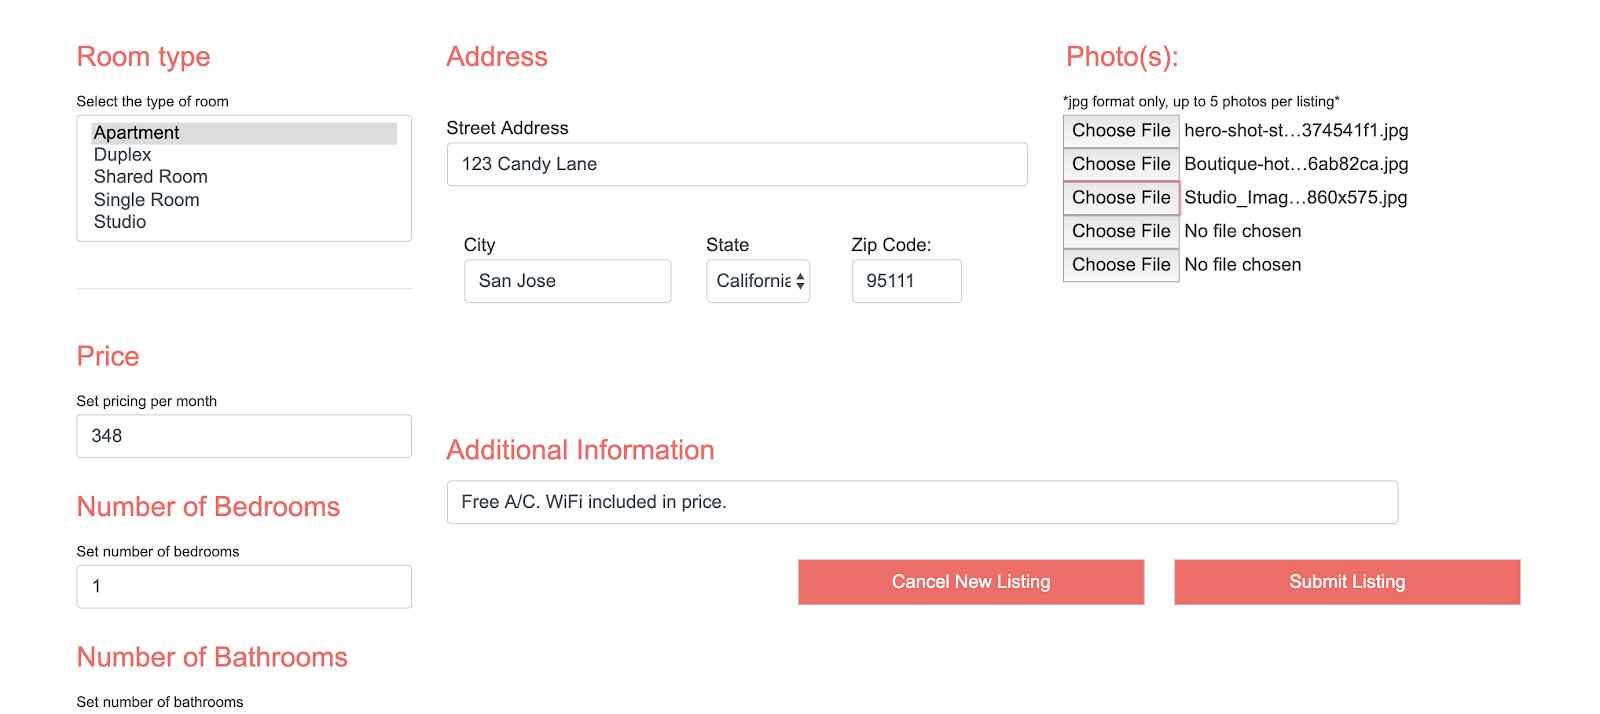 Room type
Select the type of room
Apartment
Duplex
Shared Room
Single Room
Studio
Price
Set pricing per month
348
Number of Bedrooms
Set number of bedrooms
1
Number of Bathrooms
Set number of bathrooms
Address
Street Address
123 Candy Lane
City State Zip Code:
San Jose California 95111
Additional Information
Free A/C. WiFi included in price.
Cancel New Listing Submit Listing
Photo(s):
*jpg format only, up to 5 photos per listing*
Choose File hero-shot-st…374541f1.jpg
Choose File Boutique-hot…6ab82ca.jpg
Choose File Studio_Imag…860x575.jpg
Choose File No file chosen
Choose File No file chosen